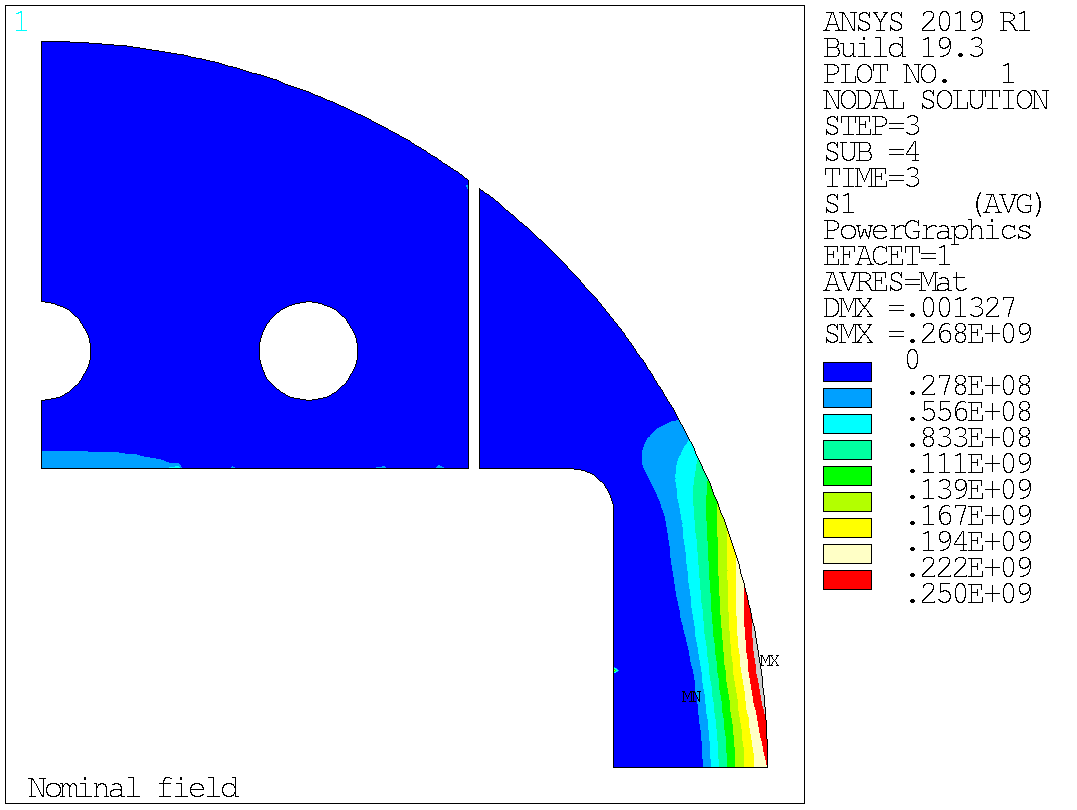 1
ANSYS 2019 R1
Build 19.3
PLOT NO. 1
NODAL SOLUTION
STEP=3
SUB =4
TIME=3
S1 (AVG)
PowerGraphics
EFACET=1
AVRES=Mat
DMX =.001327
SMX =.268E+09
0
.278E+08
.556E+08
.833E+08
.111E+09
.139E+09
.167E+09
.194E+09
.222E+09
.250E+09
MX
MN
Nominal field